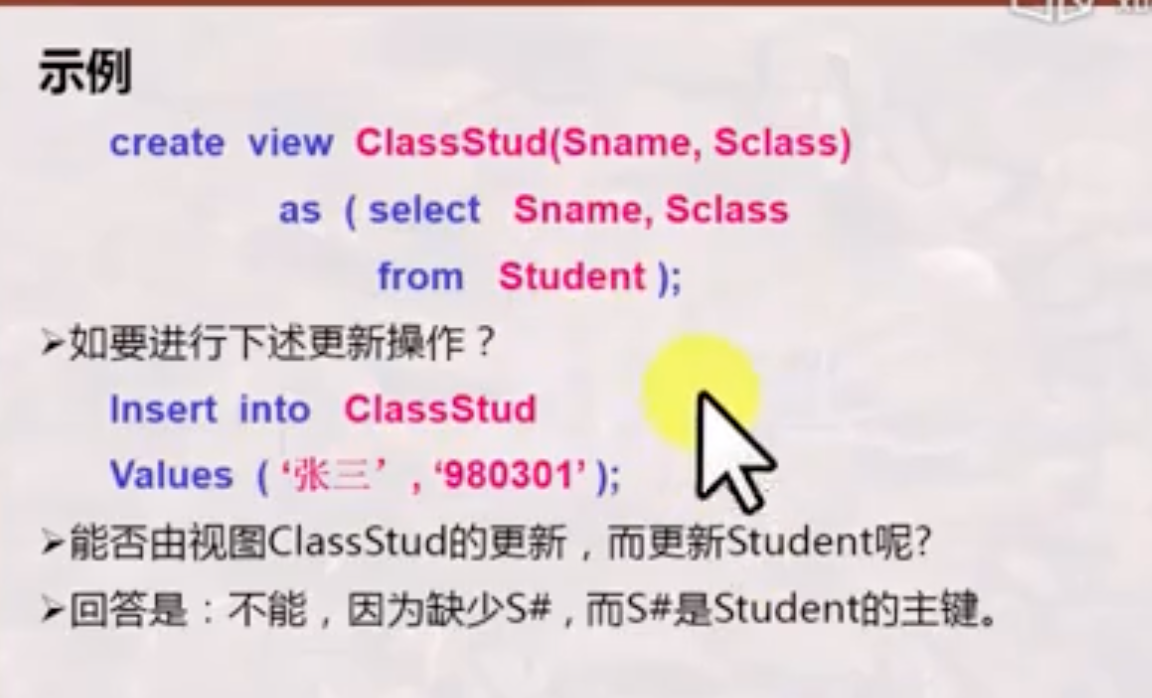 示例
create view ClassStud(Sname, Sclass)
as ( select Sname, Sclass
from Student );
➢如要进行下述更新操作？
Insert into ClassStud
Values ( ‘张三’ , ‘980301’ );
➢能否由视图ClassStud的更新，而更新Student呢?
➢回答是：不能，因为缺少S#，而S#是Student的主键。